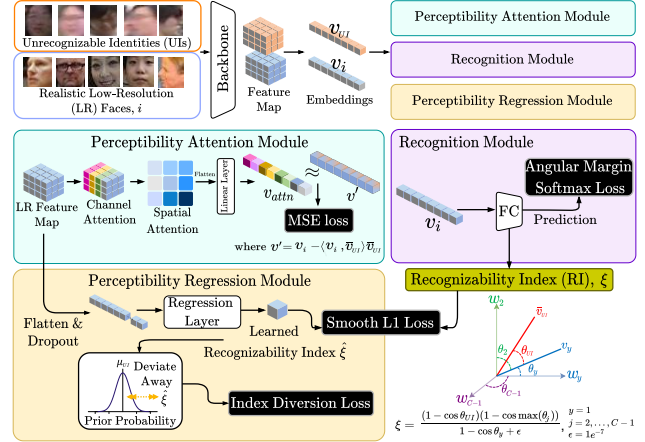 Unrecognizable Identities (UIs)
Realistic Low-Resolution
(LR) Faces, i
Backbone
Feature
Map
v_UI
v_i
Embeddings
Perceptibility Attention Module
Recognition Module
Perceptibility Regression Module
Perceptibility Attention Module
LR Feature
Map
Channel
Attention
Spatial
Attention
Flatten
Linear Layer
v_attn
≈
v′
MSE loss
where v′ = v_i − ⟨v_i , v̅_UI⟩v̅_UI
Recognition Module
v_i
FC
Angular Margin
Softmax Loss
Prediction
Recognizability Index (RI), ξ
Perceptibility Regression Module
Flatten &
Dropout
Regression
Layer
Learned
Recognizability Index ξ̂
Smooth L1 Loss
μ_UI
Deviate
Away
ξ̂
Prior Probability
Index Diversion Loss
w_2
v̅_UI
θ_2
θ_UI
v_y
θ_y
w_y
θ_C−1
w_C−1
ξ = (1 − cos θ_UI)(1 − cos max(θ_j)) / 1 − cos θ_y + ϵ ,
y = 1
j = 2, . . . , C − 1
ϵ = 1e^−7